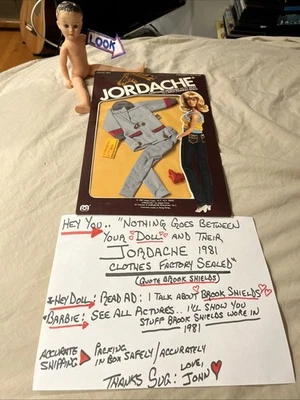 LOOK
JORDACHE
HEY YOU.. "NOTHING GOES BETWEEN
YOUR DOLL AND THEIR
JORDACHE 1981
CLOTHES FACTORY SEALED"
(QUOTE BROOK SHIELDS)
*HEY DOLL: READ AD: I TALK ABOUT BROOK SHIELDS
"BARBIE: SEE ALL PICTURES.. I'LL SHOW YOU
STUFF BROOK SHIELDS WORE IN
1981
ACCURATE PACKING
SHIPPING IN BOX SAFELY/ACCURATELY
LOVE,
THANKS SUG: JOHN